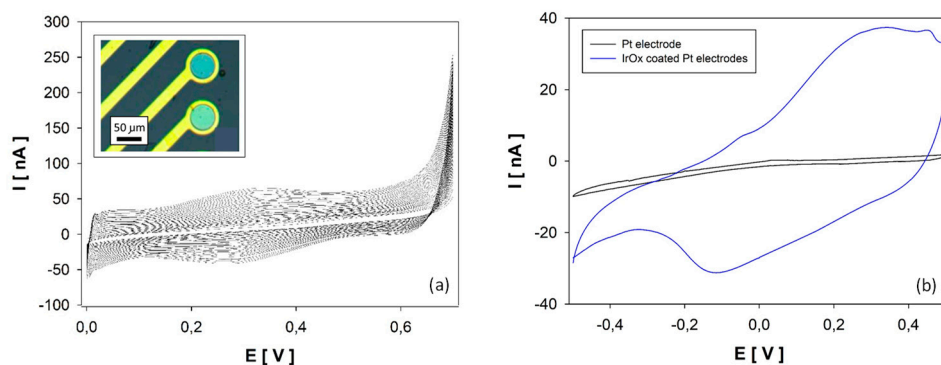 300
250
200
150
100
50
0
-50
-100
I [ nA ]
50 µm
(a)
0,0
0,2
0,4
0,6
E [ V ]
40
20
0
-20
-40
I [ nA ]
Pt electrode
IrOx coated Pt electrodes
(b)
-0,4
-0,2
0,0
0,2
0,4
E [ V ]